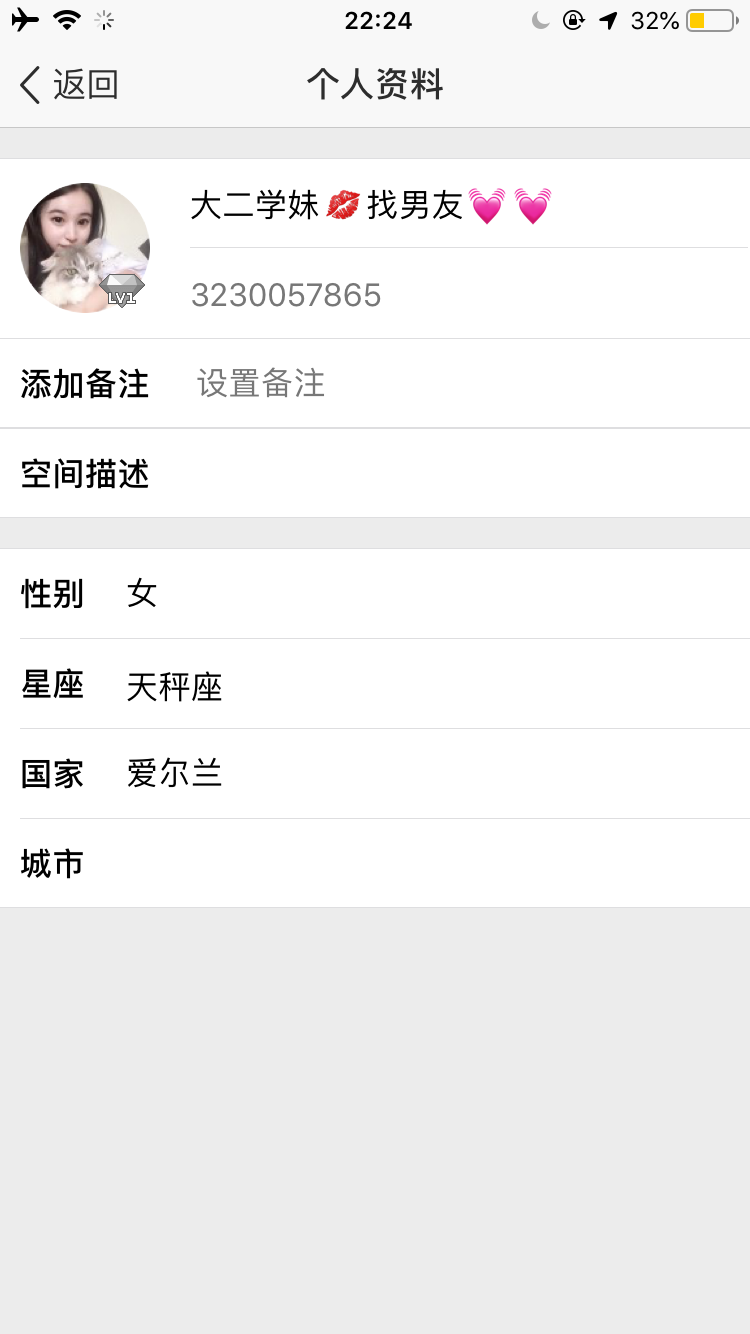 22:24 32%
返回 个人资料
大二学妹💋找男友💓💓
LV1
3230057865
添加备注 设置备注
空间描述
性别 女
星座 天秤座
国家 爱尔兰
城市